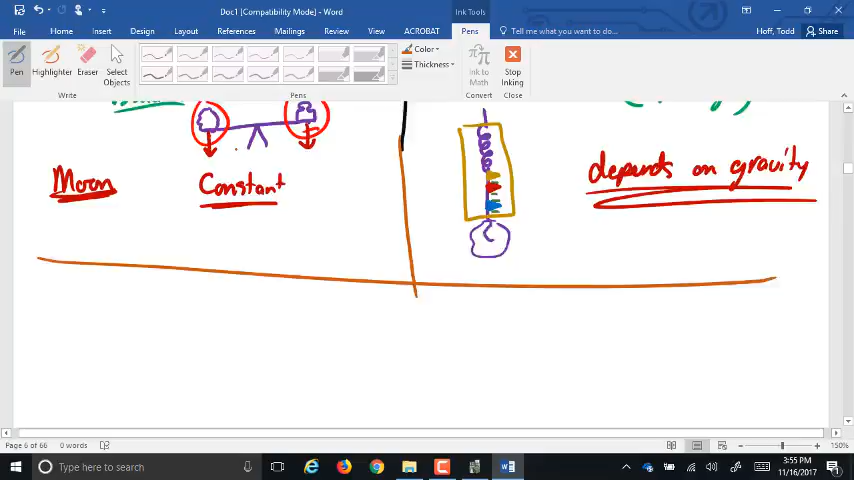 Doc1 [Compatibility Mode] - Word
Ink Tools
Hoff, Todd
File
Home
Insert
Design
Layout
References
Mailings
Review
View
ACROBAT
Pens
Tell me what you want to do...
Share
Pen
Highlighter
Eraser
Select Objects
Color
Thickness
Ink to Math
Stop Inking
Write
Pens
Convert
Close
depends on gravity
Moon
Constant
Page 6 of 66
0 words
150%
Type here to search
3:55 PM
11/16/2017